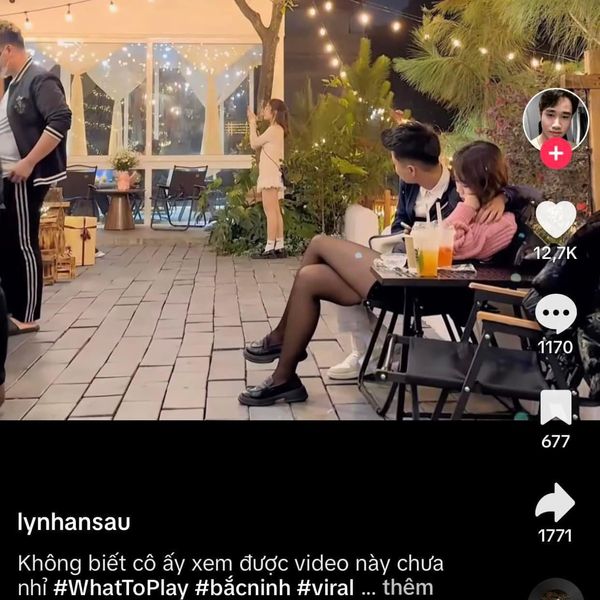 12,7K
1170
677
1771
lynhansau
Không biết cô ấy xem được video này chưa
nhỉ #WhatToPlay #bắcninh #viral ... thêm